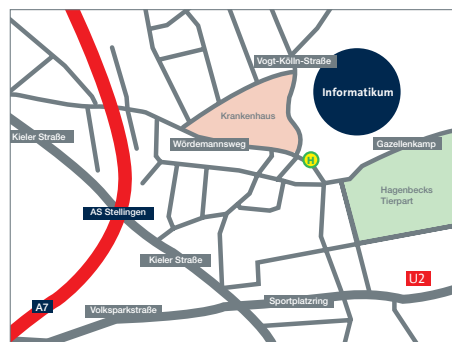 Vogt-Kölln-Straße
Informatikum
Krankenhaus
Kieler Straße
Wördemannsweg
Gazellenkamp
H
Hagenbecks
Tierpart
AS Stellingen
Kieler Straße
U2
A7
Volksparkstraße
Sportplatzring